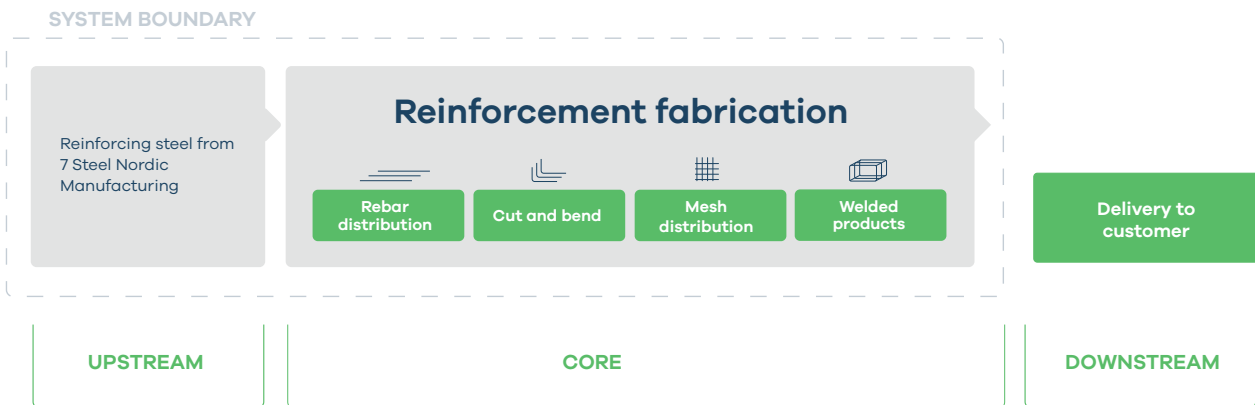 SYSTEM BOUNDARY
Reinforcing steel from
7 Steel Nordic
Manufacturing
Reinforcement fabrication
Rebar
distribution
Cut and bend
Mesh
distribution
Welded
products
Delivery to
customer
UPSTREAM
CORE
DOWNSTREAM